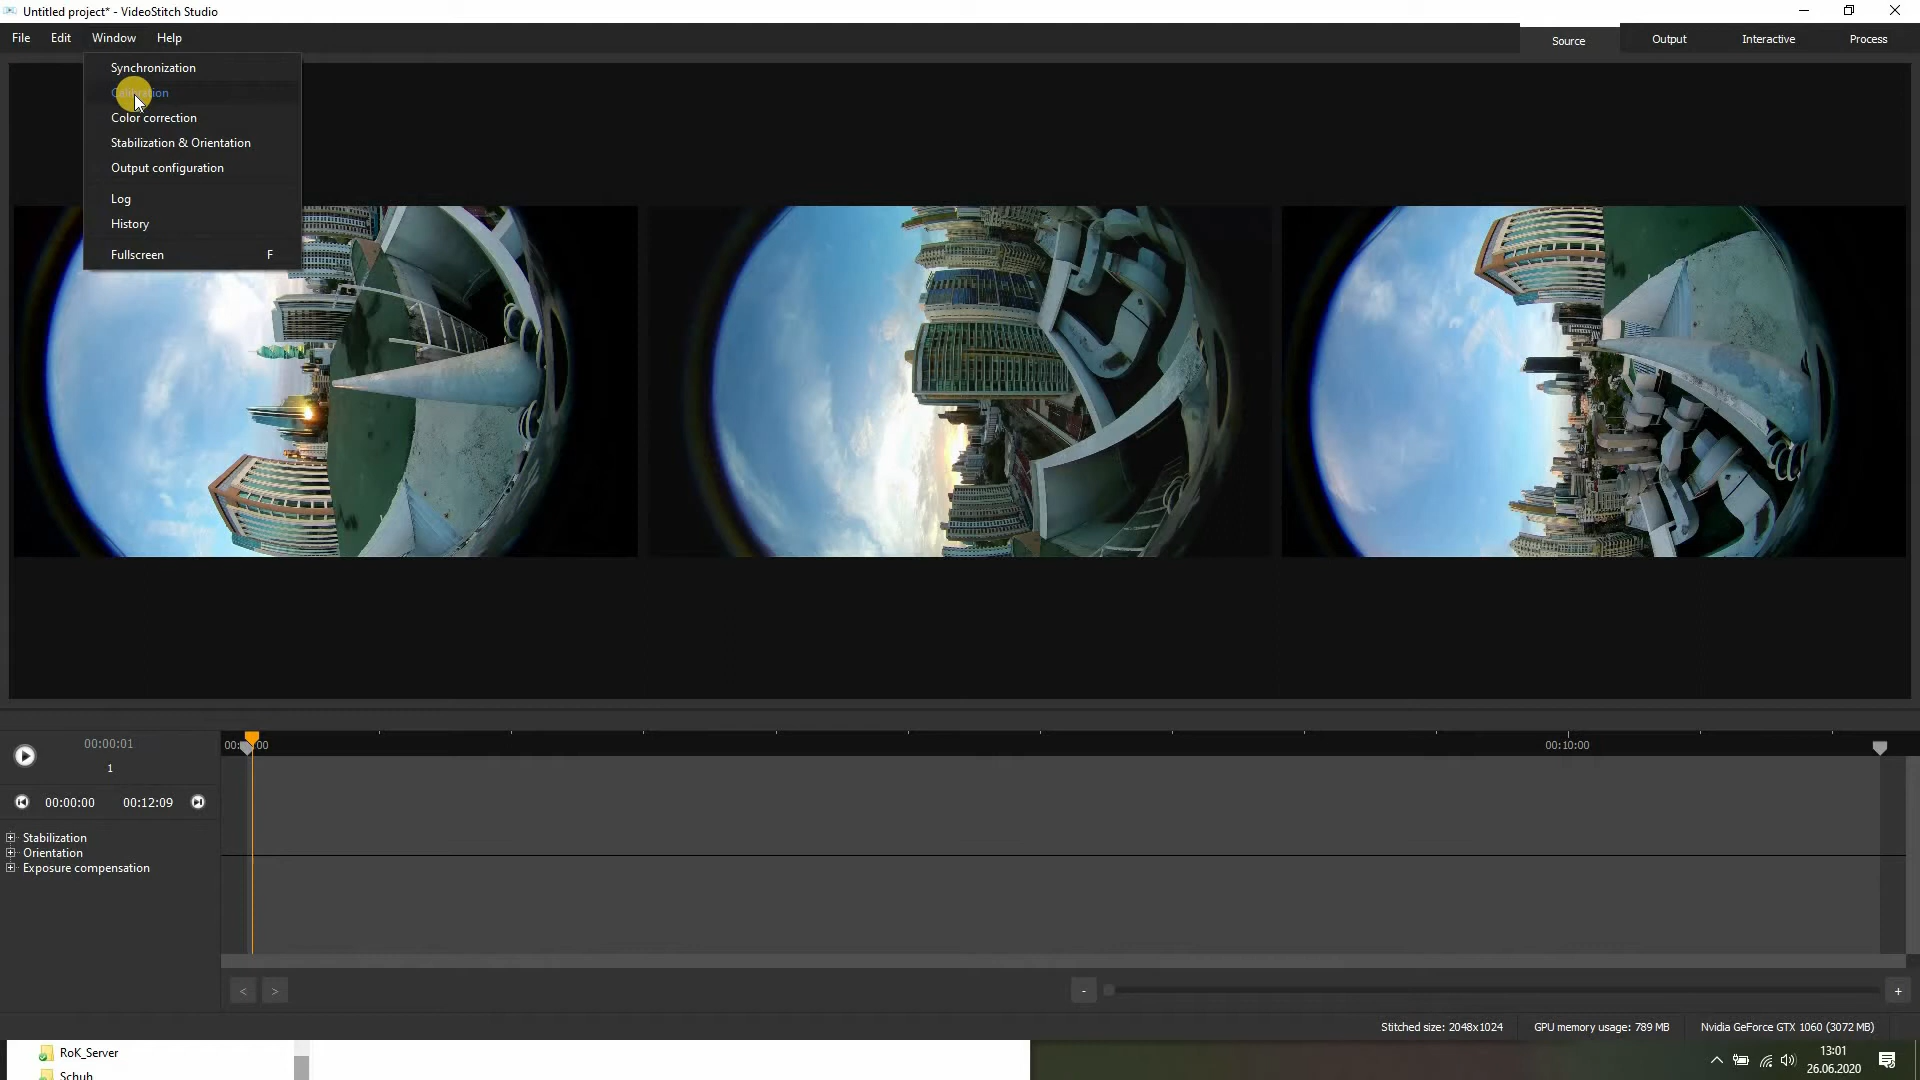 Untitled project* - VideoStitch Studio
File Edit Window Help
Source Output Interactive Process
Synchronization
Calibration
Color correction
Stabilization & Orientation
Output configuration
Log
History
Fullscreen F
00:00:01
1
00:00:00 00:12:09
00:10:00
Stabilization
Orientation
Exposure compensation
< >
- +
Stitched size: 2048x1024 GPU memory usage: 789 MB Nvidia GeForce GTX 1060 (3072 MB)
RoK_Server
Schuh
13:01
26.06.2020